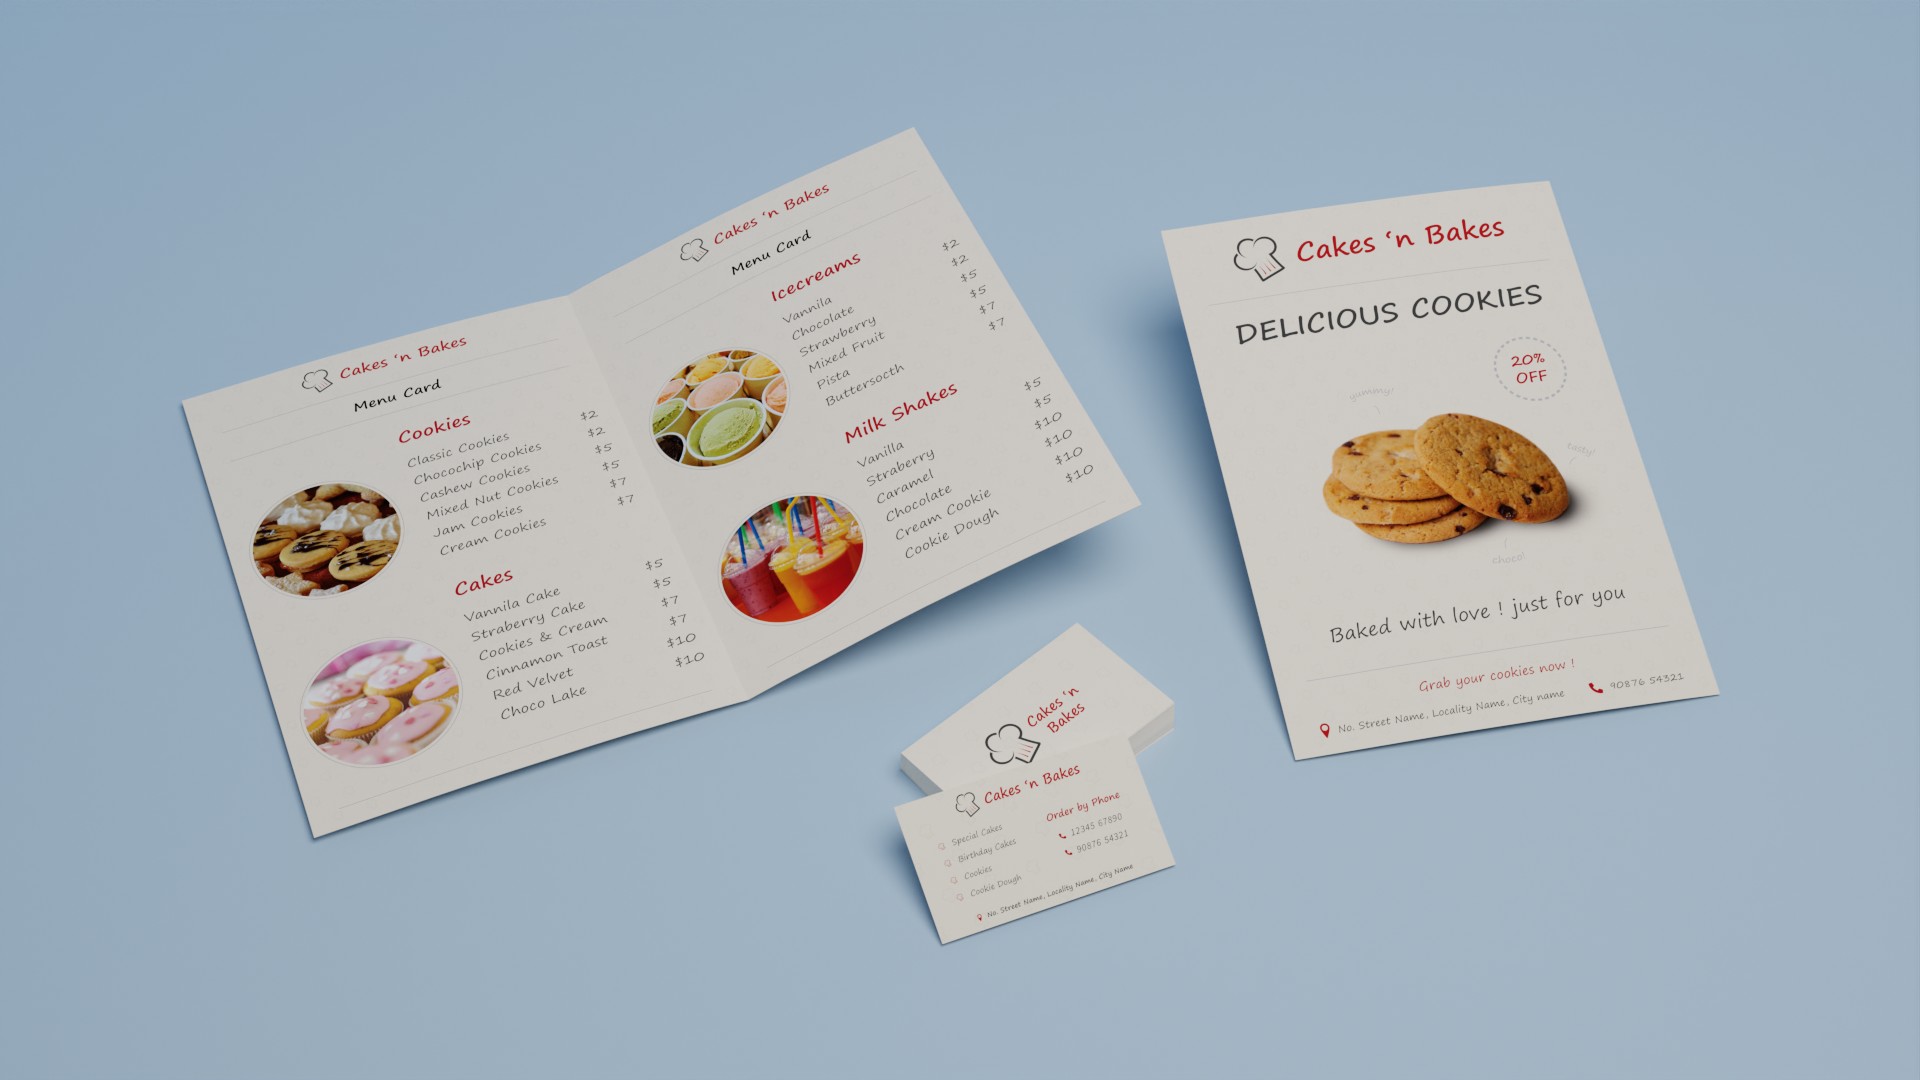 Cakes 'n Bakes
Menu Card
Cookies
Classic Cookies $2
Chocochip Cookies $2
Cashew Cookies $5
Mixed Nut Cookies $5
Jam Cookies $7
Cream Cookies $7
Cakes
Vannila Cake $5
Straberry Cake $5
Cookies & Cream $7
Cinnamon Toast $7
Red Velvet $10
Choco Lake $10
Cakes 'n Bakes
Menu Card
Icecreams
Vannila $2
Chocolate $2
Strawberry $5
Mixed Fruit $5
Pista $7
Buttersocth $7
Milk Shakes
Vanilla $5
Straberry $5
Caramel $10
Chocolate $10
Cream Cookie $10
Cookie Dough $10
Cakes 'n
Bakes
Cakes 'n Bakes
Special Cakes
Birthday Cakes
Cookies
Cookie Dough
Order by Phone
12345 67890
90876 54321
No. Street Name, Locality Name, City Name
Cakes 'n Bakes
DELICIOUS COOKIES
20%
OFF
yummy!
tasty!
choco!
Baked with love ! just for you
Grab your cookies now !
No. Street Name, Locality Name, City name 90876 54321